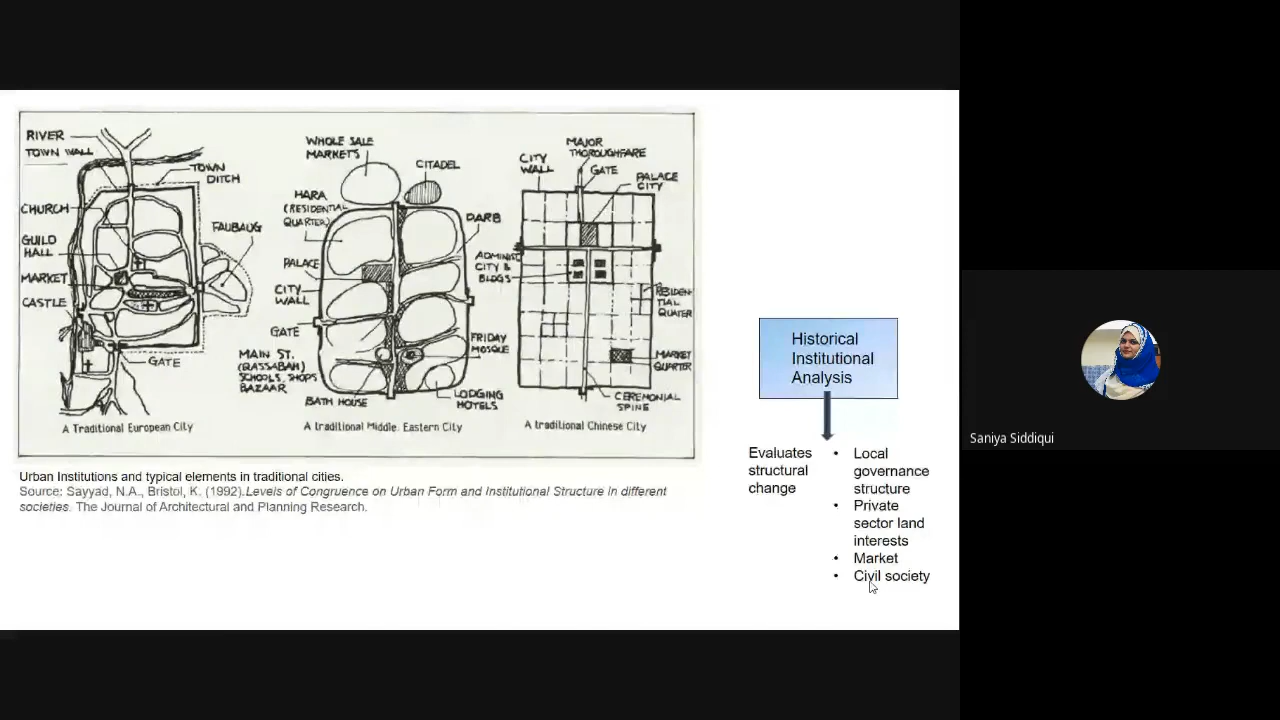 RIVER
TOWN WALL
TOWN
DITCH
CHURCH
FAUBAUG
GUILD
HALL
MARKET
CASTLE
GATE
A Traditional European City
WHOLE SALE
MARKETS
CITADEL
HARA
(RESIDENTIAL
QUARTER)
DARB
PALACE
CITY
WALL
GATE
MAIN ST.
(QASSABAH)
SCHOOLS, SHOPS
BAZAAR
FRIDAY
MOSQUE
BATH HOUSE
LODGING
HOTELS
A traditional Middle. Eastern City
MAJOR
THOROUGHFARE
CITY
WALL
GATE
PALACE
CITY
ADMINIST
CITY &
BLDGS
RESIDEN
TIAL
QUATER
MARKET
QUARTER
CEREMONIAL
SPINE
A traditional Chinese City
Urban Institutions and typical elements in traditional cities.
Source: Sayyad, N.A., Bristol, K. (1992).Levels of Congruence on Urban Form and Institutional Structure in different
societies. The Journal of Architectural and Planning Research.
Historical
Institutional
Analysis
Evaluates
structural
change
• Local
governance
structure
• Private
sector land
interests
• Market
• Civil society
Saniya Siddiqui